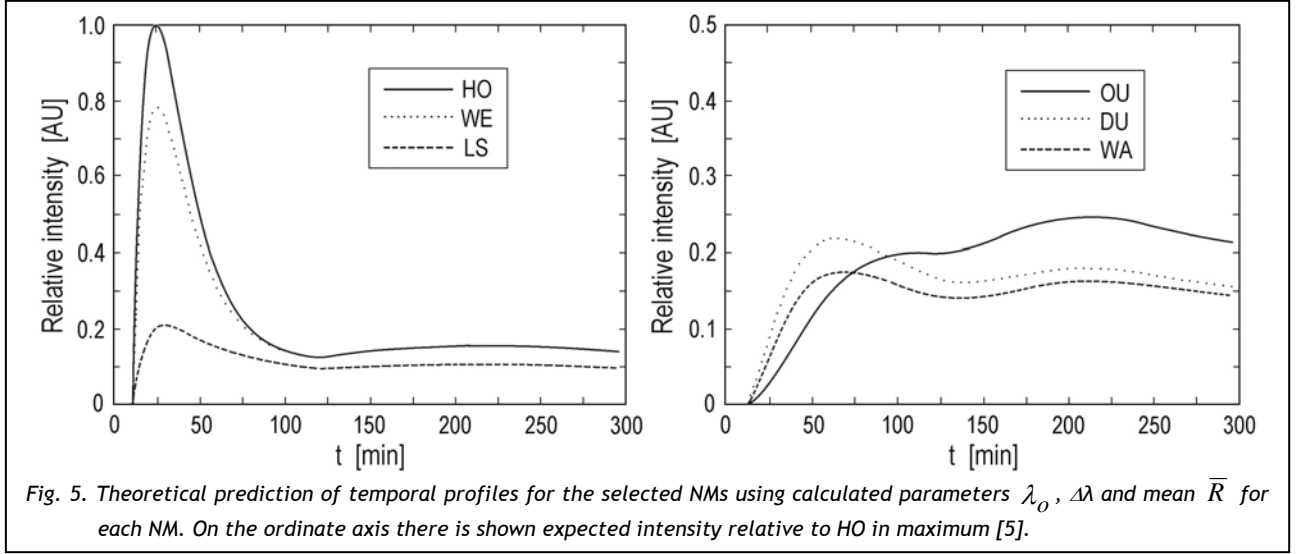 1.0
0.8
0.6
0.4
0.2
0
Relative intensity [AU]
HO
WE
LS
0 50 100 150 200 250 300
t [min]
0.5
0.4
0.3
0.2
0.1
0
Relative intensity [AU]
OU
DU
WA
0 50 100 150 200 250 300
t [min]
Fig. 5. Theoretical prediction of temporal profiles for the selected NMs using calculated parameters λ_o, Δλ and mean R̅ for
each NM. On the ordinate axis there is shown expected intensity relative to HO in maximum [5].